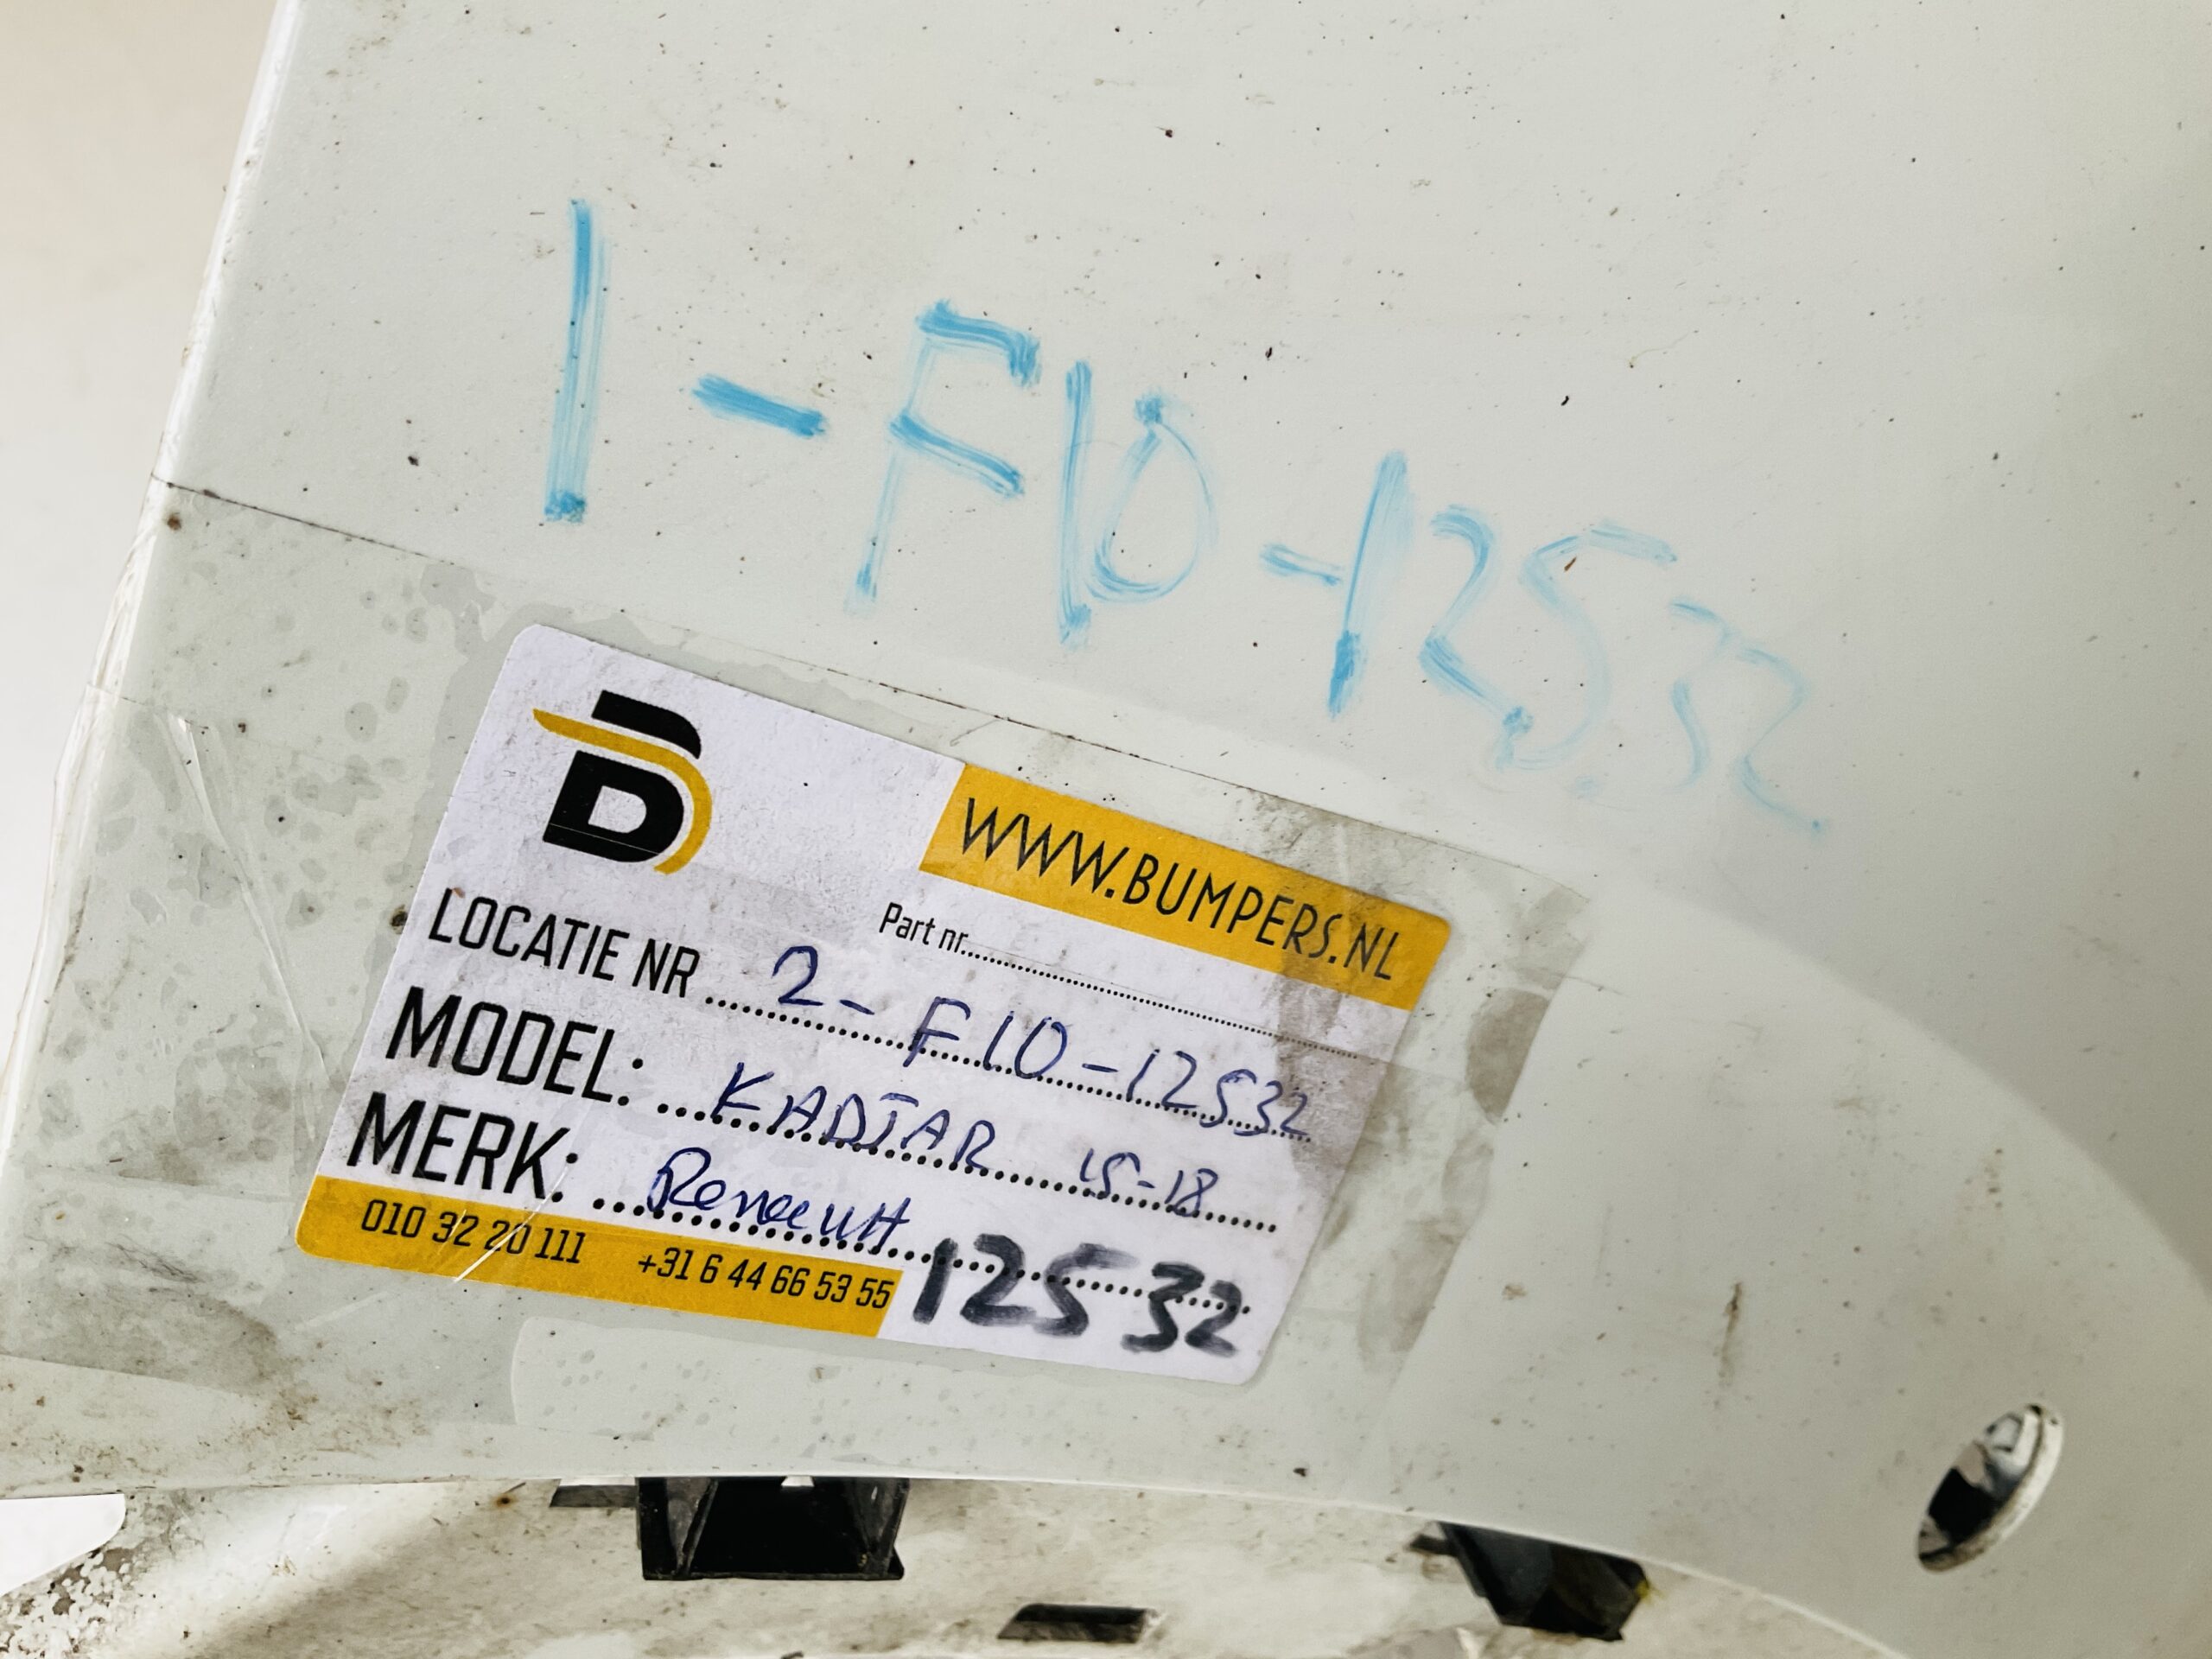 1-F10-12532
B
WWW.BUMPERS.NL
Part nr.
LOCATIE NR 2-F10-12532
MODEL: KADJAR 15-18
MERK: Renault
010 32 20 111 +31 6 44 66 53 55
12532